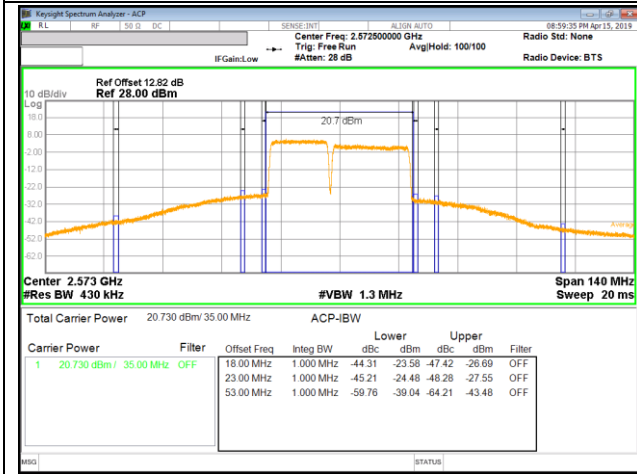 Keysight Spectrum Analyzer - ACP
RL RF 50 Ω DC SENSE:INT ALIGN AUTO 08:59:35 PM Apr 15, 2019
Center Freq: 2.572500000 GHz Radio Std: None
Trig: Free Run Avg|Hold: 100/100
IFGain:Low #Atten: 28 dB Radio Device: BTS
Ref Offset 12.82 dB
10 dB/div Ref 28.00 dBm
Log
18.0
8.00
-2.00
-12.0
-22.0
-32.0
-42.0
-52.0
-62.0
20.7 dBm
Average
Center 2.573 GHz Span 140 MHz
#Res BW 430 kHz #VBW 1.3 MHz Sweep 20 ms
Total Carrier Power 20.730 dBm/ 35.00 MHz ACP-IBW
Lower Upper
Carrier Power Filter Offset Freq Integ BW dBc dBm dBc dBm Filter
1 20.730 dBm / 35.00 MHz OFF 18.00 MHz 1.000 MHz -44.31 -23.58 -47.42 -26.69 OFF
23.00 MHz 1.000 MHz -45.21 -24.48 -48.28 -27.55 OFF
53.00 MHz 1.000 MHz -59.76 -39.04 -64.21 -43.48 OFF
MSG STATUS